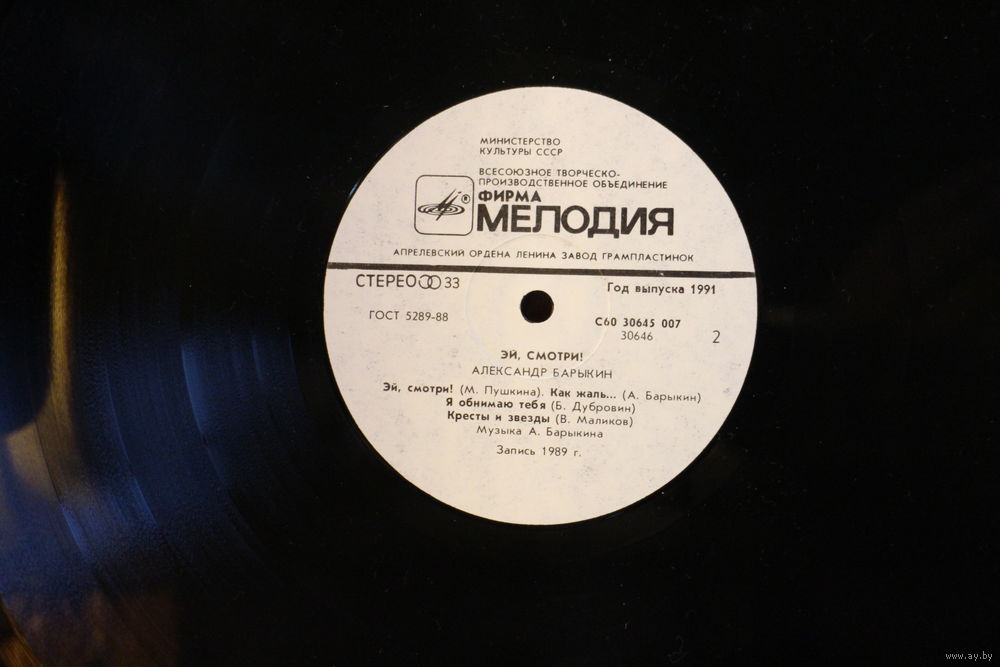 МИНИСТЕРСТВО
КУЛЬТУРЫ СССР
ВСЕСОЮЗНОЕ ТВОРЧЕСКО-
ПРОИЗВОДСТВЕННОЕ ОБЪЕДИНЕНИЕ
ФИРМА
® МЕЛОДИЯ
АПРЕЛЕВСКИЙ ОРДЕНА ЛЕНИНА ЗАВОД ГРАМПЛАСТИНОК
СТЕРЕО 33
Год выпуска 1991
ГОСТ 5289-88
С60 30645 007
30646
2
ЭЙ, СМОТРИ!
АЛЕКСАНДР БАРЫКИН
Эй, смотри! (М. Пушкина). Как жаль... (А. Барыкин)
Я обнимаю тебя (Б. Дубровин)
Кресты и звезды (В. Маликов)
Музыка А. Барыкина
Запись 1989 г.
www.ay.by